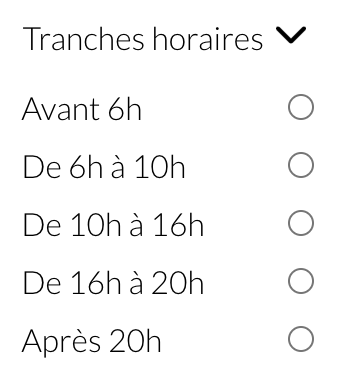 Tranches horaires
Avant 6h
De 6h à 10h
De 10h à 16h
De 16h à 20h
Après 20h